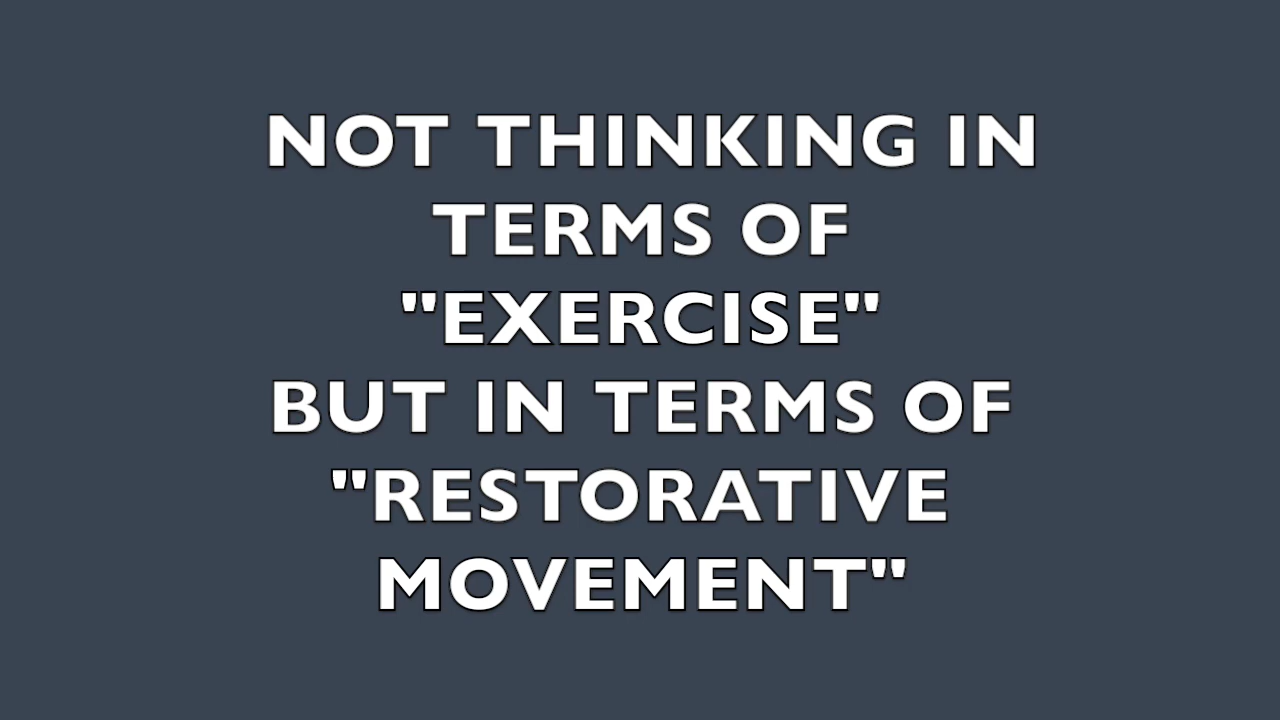 NOT THINKING IN
TERMS OF
"EXERCISE"
BUT IN TERMS OF
"RESTORATIVE
MOVEMENT"